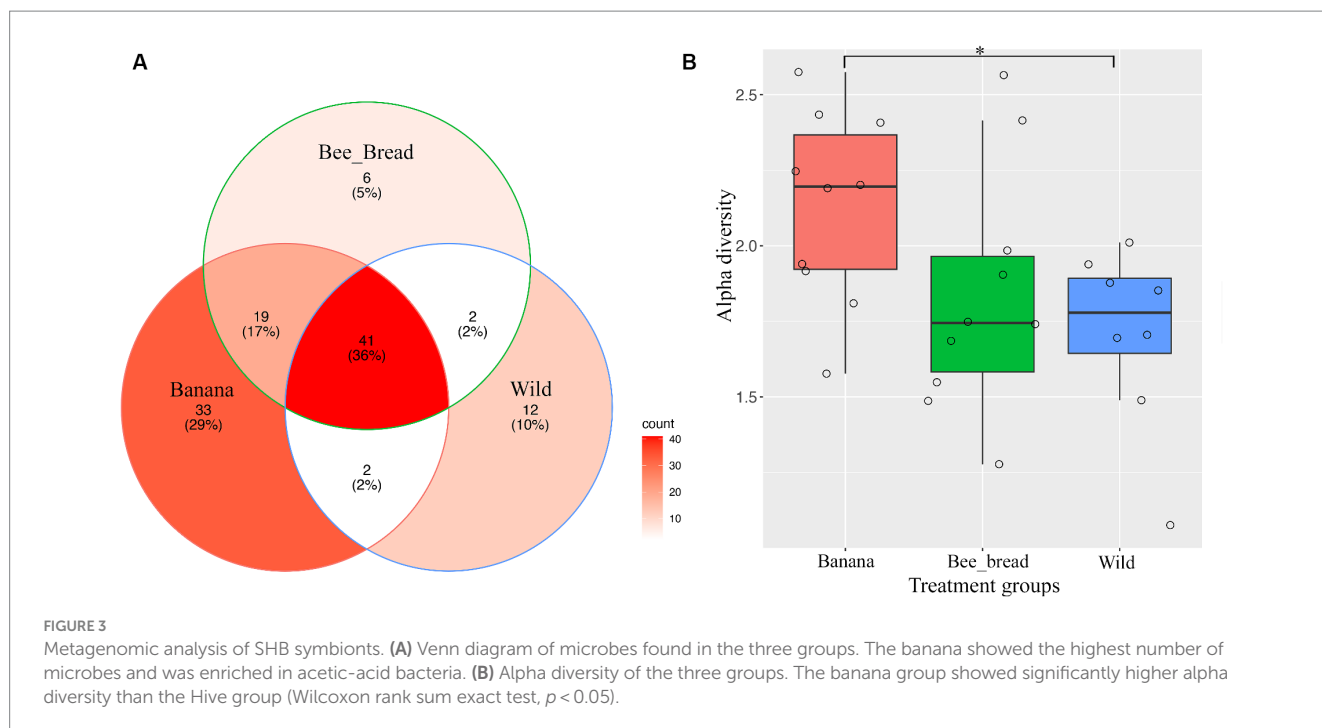 A
Bee_Bread
6
(5%)
19
(17%)
41
(36%)
2
(2%)
Banana
33
(29%)
Wild
12
(10%)
2
(2%)
count
40
30
20
10
B
*
2.5
2.0
1.5
Alpha diversity
Banana
Bee_bread
Wild
Treatment groups
FIGURE 3
Metagenomic analysis of SHB symbionts. (A) Venn diagram of microbes found in the three groups. The banana showed the highest number of
microbes and was enriched in acetic-acid bacteria. (B) Alpha diversity of the three groups. The banana group showed significantly higher alpha
diversity than the Hive group (Wilcoxon rank sum exact test, p < 0.05).